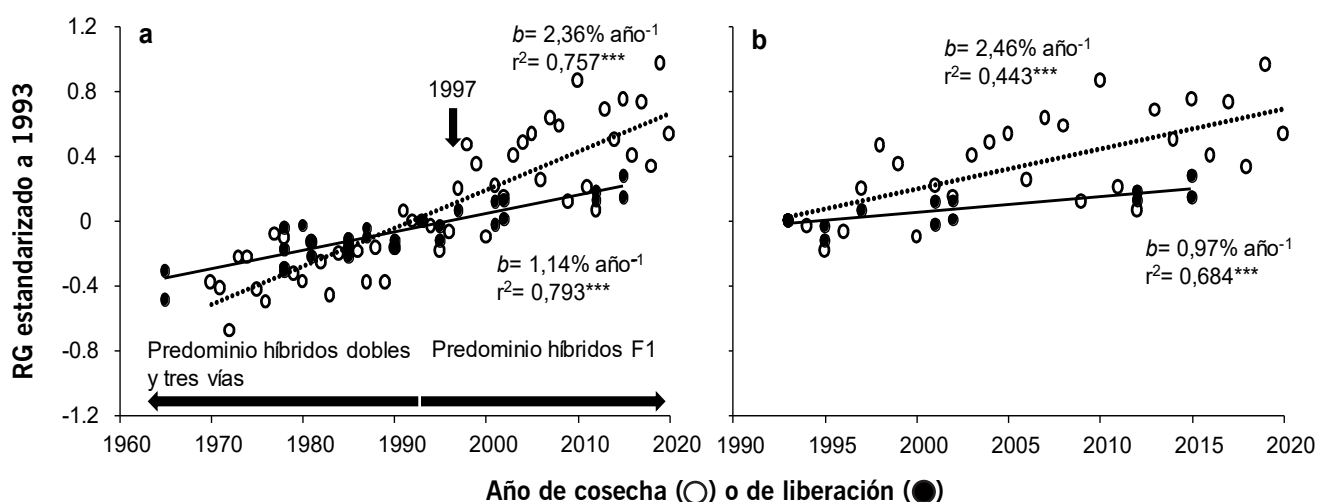 RG estandarizado a 1993
1.2
0.8
0.4
0
-0.4
-0.8
-1.2
a
b= 2,36% año-1
r2= 0,757***
1997
b= 1,14% año-1
r2= 0,793***
Predominio híbridos dobles
y tres vías
Predominio híbridos F1
1960 1970 1980 1990 2000 2010 2020
b
b= 2,46% año-1
r2= 0,443***
b= 0,97% año-1
r2= 0,684***
1990 1995 2000 2005 2010 2015 2020
Año de cosecha (○) o de liberación (●)